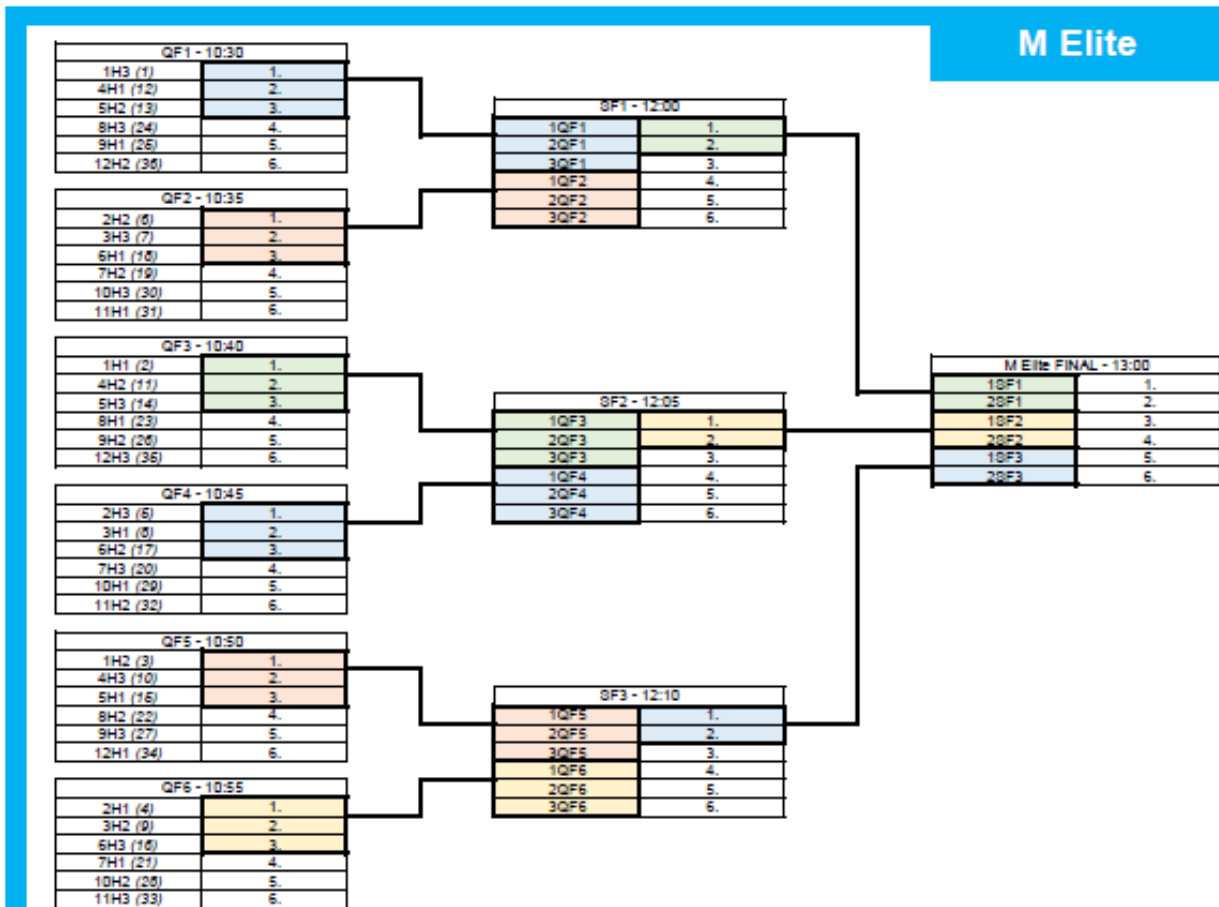 M Elite
QF1 - 10:30
1H3 (1) 1.
4H1 (12) 2.
5H2 (13) 3.
8H3 (24) 4.
9H1 (25) 5.
12H2 (36) 6.
QF2 - 10:35
2H2 (6) 1.
3H3 (7) 2.
6H1 (18) 3.
7H2 (19) 4.
10H3 (30) 5.
11H1 (31) 6.
QF3 - 10:40
1H1 (2) 1.
4H2 (11) 2.
5H3 (14) 3.
8H1 (23) 4.
9H2 (26) 5.
12H3 (35) 6.
QF4 - 10:45
2H3 (5) 1.
3H1 (8) 2.
6H2 (17) 3.
7H3 (20) 4.
10H1 (29) 5.
11H2 (32) 6.
QF5 - 10:50
1H2 (3) 1.
4H3 (10) 2.
5H1 (15) 3.
8H2 (22) 4.
9H3 (27) 5.
12H1 (34) 6.
QF6 - 10:55
2H1 (4) 1.
3H2 (9) 2.
6H3 (16) 3.
7H1 (21) 4.
10H2 (28) 5.
11H3 (33) 6.
SF1 - 12:00
1QF1 1.
2QF1 2.
3QF1 3.
1QF2 4.
2QF2 5.
3QF2 6.
SF2 - 12:05
1QF3 1.
2QF3 2.
3QF3 3.
1QF4 4.
2QF4 5.
3QF4 6.
SF3 - 12:10
1QF5 1.
2QF5 2.
3QF5 3.
1QF6 4.
2QF6 5.
3QF6 6.
M Elite FINAL - 13:00
1SF1 1.
2SF1 2.
1SF2 3.
2SF2 4.
1SF3 5.
2SF3 6.